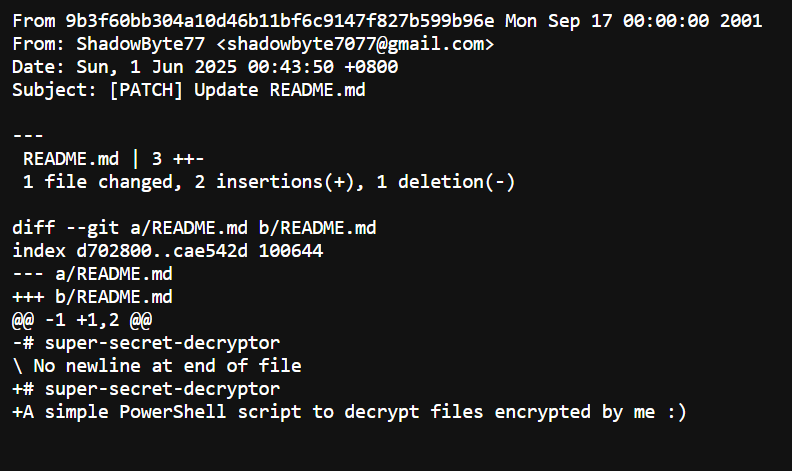 From 9b3f60bb304a10d46b11bf6c9147f827b599b96e Mon Sep 17 00:00:00 2001
From: ShadowByte77 <shadowbyte7077@gmail.com>
Date: Sun, 1 Jun 2025 00:43:50 +0800
Subject: [PATCH] Update README.md

---
 README.md | 3 ++-
 1 file changed, 2 insertions(+), 1 deletion(-)

diff --git a/README.md b/README.md
index d702800..cae542d 100644
--- a/README.md
+++ b/README.md
@@ -1 +1,2 @@
-# super-secret-decryptor
\ No newline at end of file
+# super-secret-decryptor
+A simple PowerShell script to decrypt files encrypted by me :)